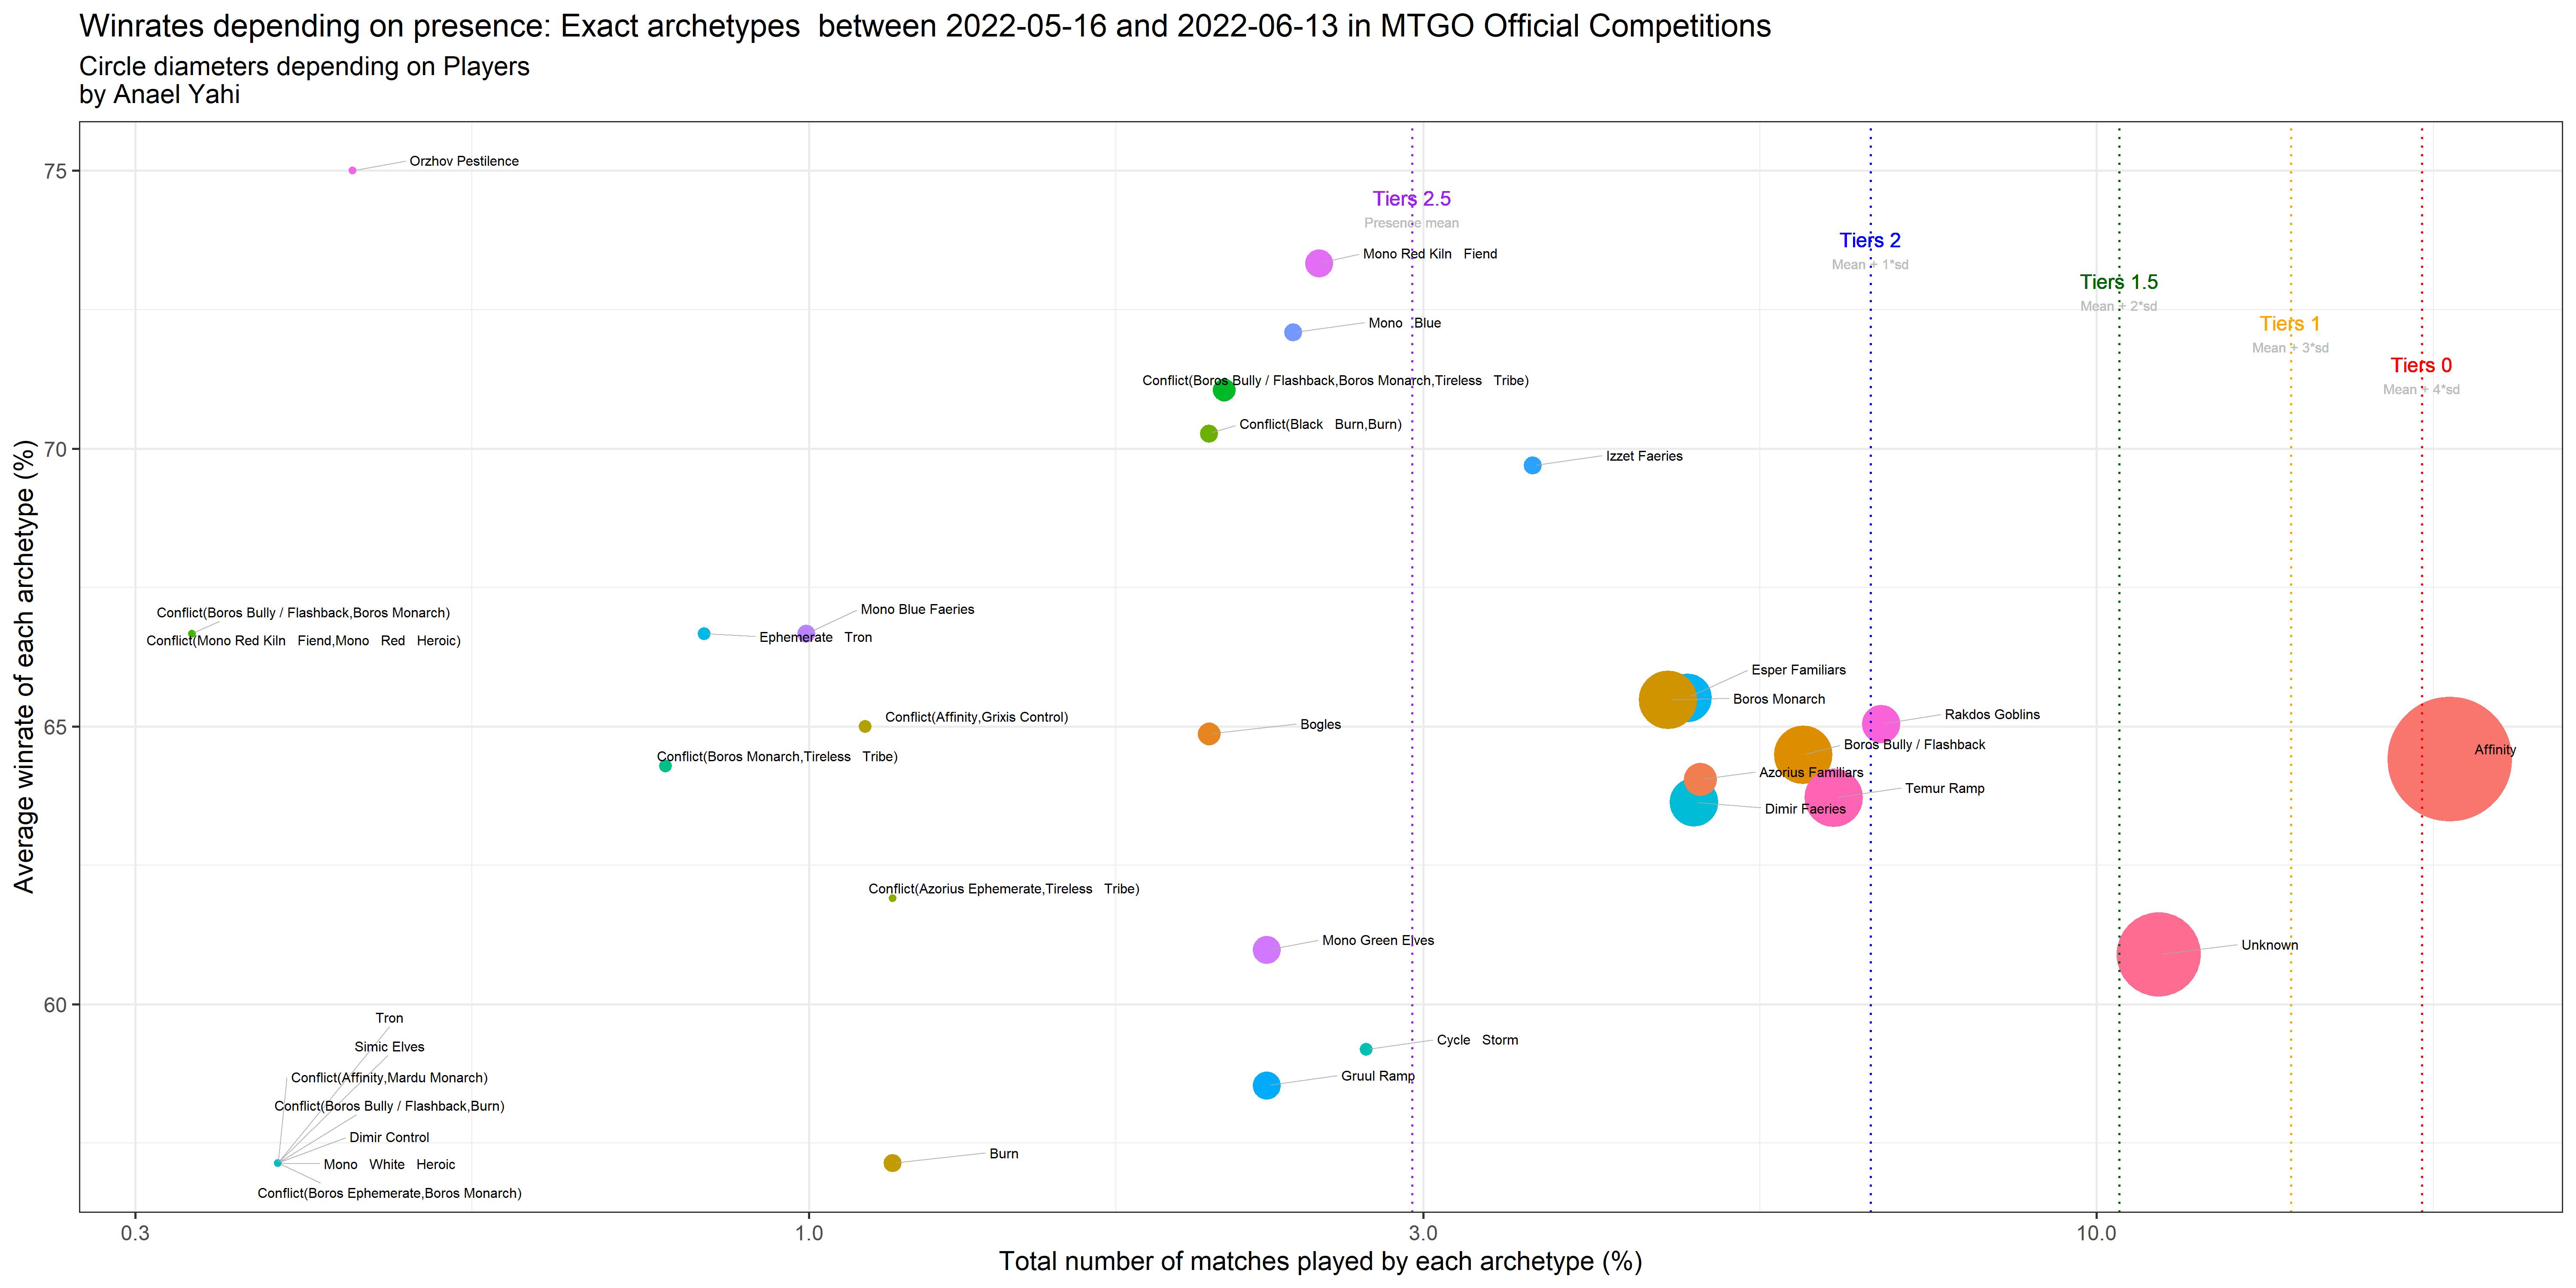 Winrates depending on presence: Exact archetypes  between 2022-05-16 and 2022-06-13 in MTGO Official Competitions
Circle diameters depending on Players
by Anael Yahi
Average winrate of each archetype (%)
75
70
65
60
Orzhov Pestilence
Tiers 2.5
Presence mean
Tiers 2
Mean + 1*sd
Tiers 1.5
Mean + 2*sd
Tiers 1
Mean + 3*sd
Tiers 0
Mean + 4*sd
Mono Red Kiln   Fiend
Mono   Blue
Conflict(Boros Bully / Flashback,Boros Monarch,Tireless   Tribe)
Conflict(Black   Burn,Burn)
Izzet Faeries
Conflict(Boros Bully / Flashback,Boros Monarch)
Conflict(Mono Red Kiln   Fiend,Mono   Red   Heroic)
Mono Blue Faeries
Ephemerate   Tron
Esper Familiars
Boros Monarch
Conflict(Affinity,Grixis Control)
Bogles
Rakdos Goblins
Boros Bully / Flashback
Affinity
Conflict(Boros Monarch,Tireless   Tribe)
Azorius Familiars
Temur Ramp
Dimir Faeries
Conflict(Azorius Ephemerate,Tireless   Tribe)
Mono Green Elves
Unknown
Tron
Simic Elves
Conflict(Affinity,Mardu Monarch)
Conflict(Boros Bully / Flashback,Burn)
Dimir Control
Mono   White   Heroic
Conflict(Boros Ephemerate,Boros Monarch)
Cycle   Storm
Gruul Ramp
Burn
0.3
1.0
3.0
10.0
Total number of matches played by each archetype (%)